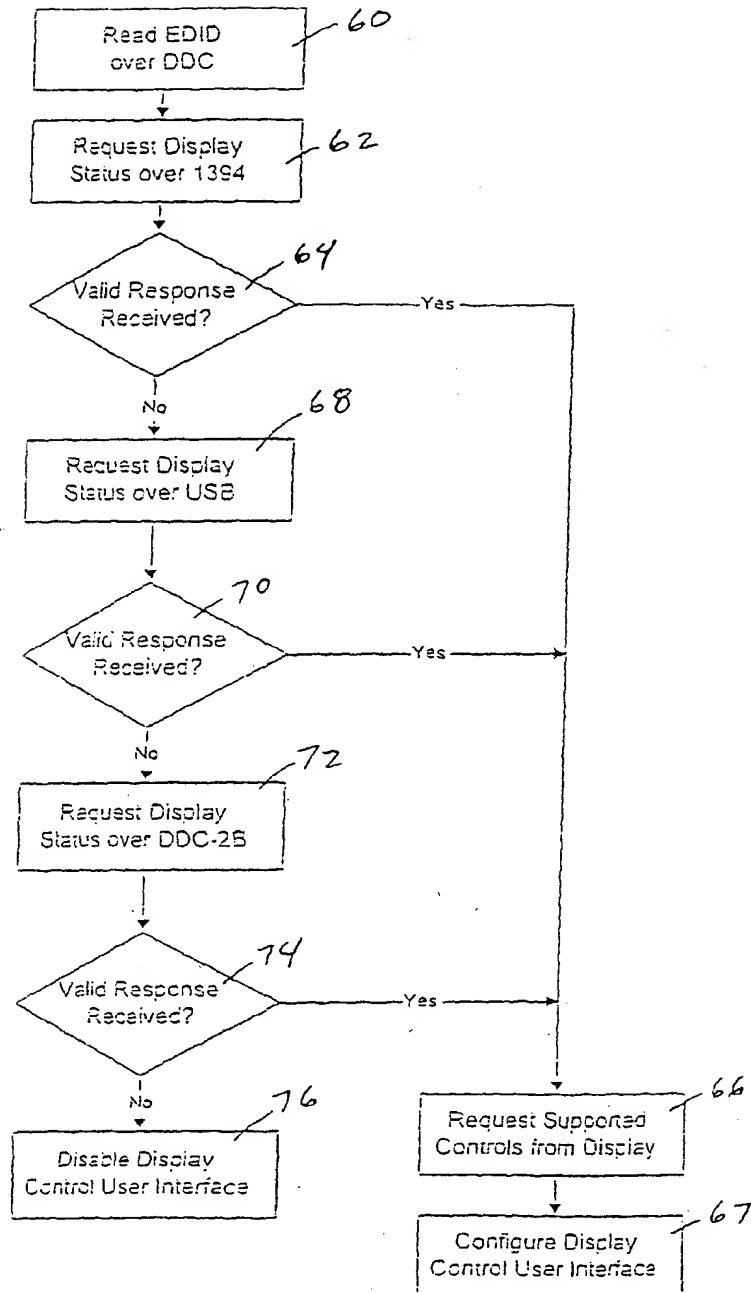 Read EDID
over DDC
60
Request Display
Status over 1394
62
Valid Response
Received?
64
Yes
No
Request Display
Status over USB
68
Valid Response
Received?
70
Yes
No
Request Display
Status over DDC-2B
72
Valid Response
Received?
74
Yes
No
Disable Display
Control User Interface
76
Request Supported
Controls from Display
66
Configure Display
Control User Interface
67